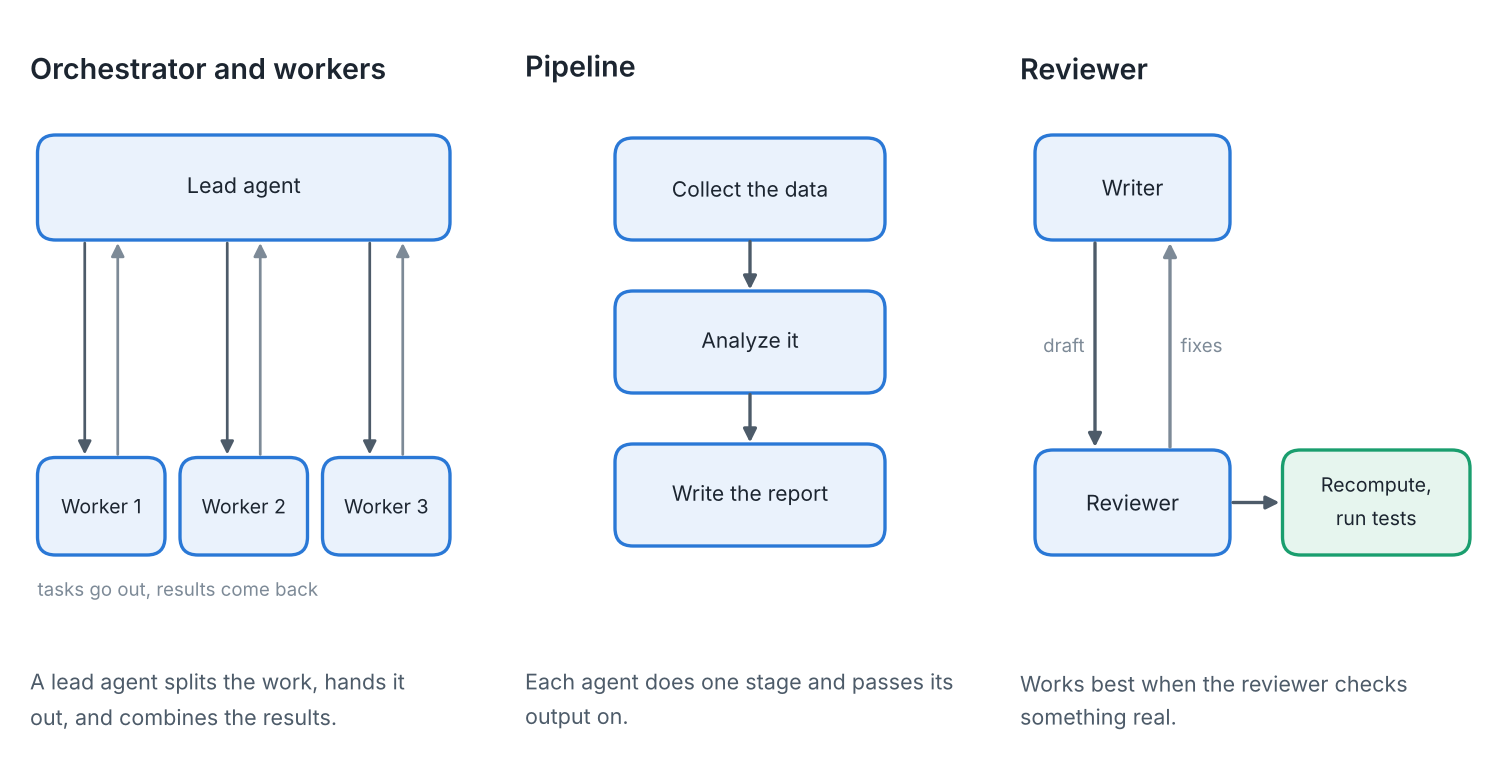 Orchestrator and workers
Lead agent
Worker 1
Worker 2
Worker 3
tasks go out, results come back
A lead agent splits the work, hands it
out, and combines the results.
Pipeline
Collect the data
Analyze it
Write the report
Each agent does one stage and passes its
output on.
Reviewer
Writer
draft
fixes
Reviewer
Recompute,
run tests
Works best when the reviewer checks
something real.